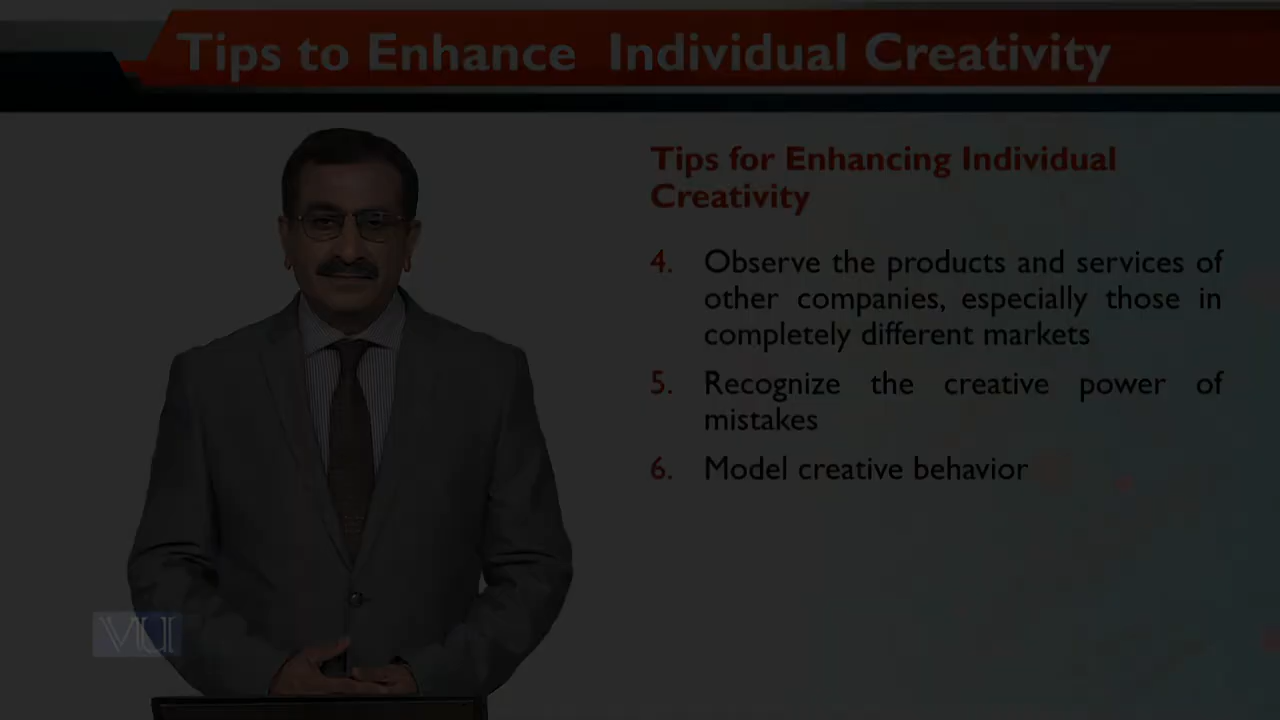 Tips to Enhance Individual Creativity
Tips for Enhancing Individual
Creativity
4. Observe the products and services of
other companies, especially those in
completely different markets
5. Recognize the creative power of
mistakes
6. Model creative behavior
VU